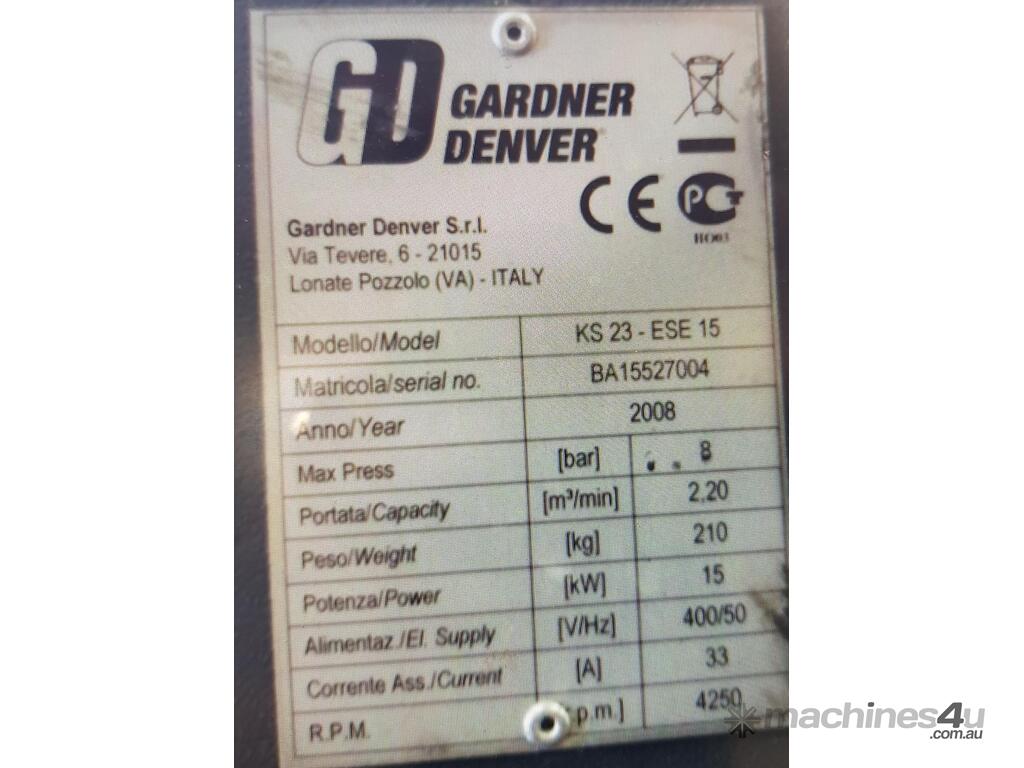 GD GARDNER
DENVER
CE
Gardner Denver S.r.l.
Via Tevere, 6 - 21015
Lonate Pozzolo (VA) - ITALY
Modello/Model KS 23 - ESE 15
Matricola/serial no. BA15527004
Anno/Year 2008
Max Press [bar] 8
Portata/Capacity [m³/min] 2,20
Peso/Weight [kg] 210
Potenza/Power [kW] 15
Alimentaz./El. Supply [V/Hz] 400/50
Corrente Ass./Current [A] 33
R.P.M. .p.m.] 4250
machines4u
.com.au